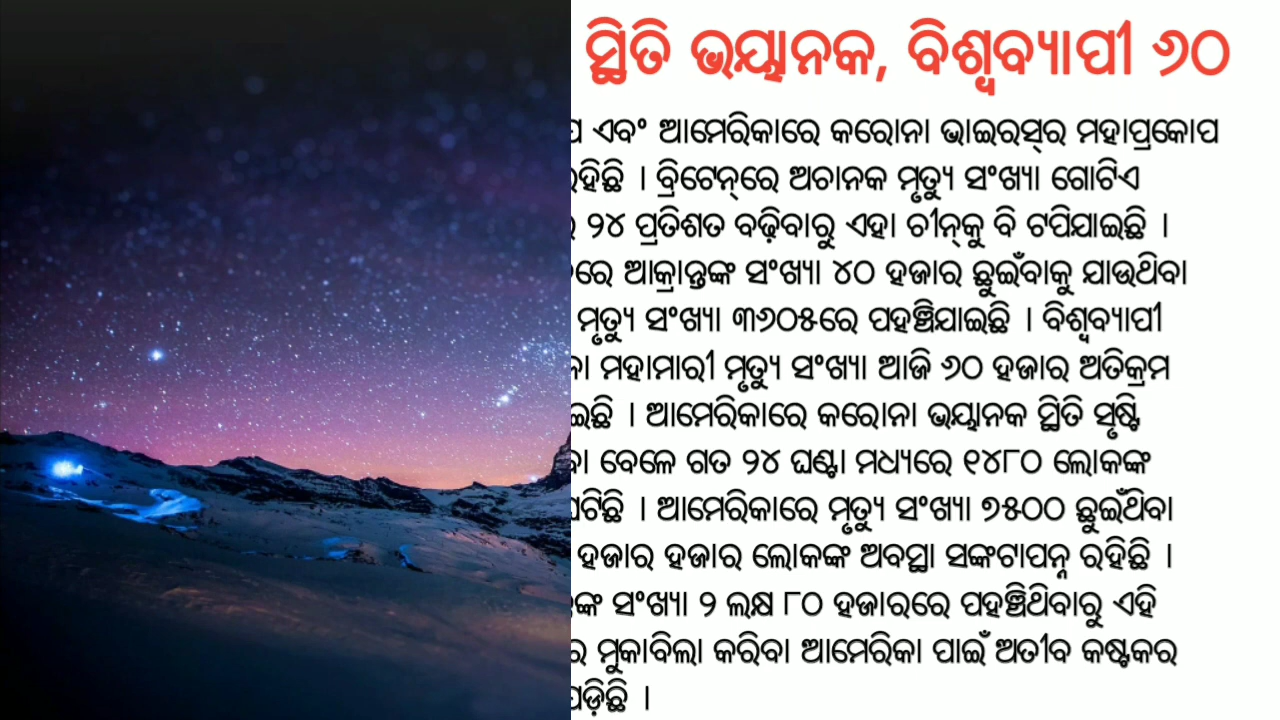 ସ୍ଥିତି ଭୟାନକ, ବିଶ୍ୱବ୍ୟାପୀ ୬୦
ଏବଂ ଆମେରିକାରେ କରୋନା ଭାଇରସ୍‌ର ମହାପ୍ରକୋପ
। ବ୍ରିଟେନ୍‌ରେ ଅଚାନକ ମୃତ୍ୟୁ ସଂଖ୍ୟା ଗୋଟିଏ
୨୪ ପ୍ରତିଶତ ବଢ଼ିବାରୁ ଏହା ଚୀନ୍‌କୁ ବି ଟପିଯାଇଛି ।
ଆକ୍ରାନ୍ତଙ୍କ ସଂଖ୍ୟା ୪୦ ହଜାର ଛୁଇଁବାକୁ ଯାଉଥିବା
ମୃତ୍ୟୁ ସଂଖ୍ୟା ୩୬୦୫ରେ ପହଞ୍ଚିଯାଇଛି । ବିଶ୍ୱବ୍ୟାପୀ
ମହାମାରୀ ମୃତ୍ୟୁ ସଂଖ୍ୟା ଆଜି ୬୦ ହଜାର ଅତିକ୍ରମ
। ଆମେରିକାରେ କରୋନା ଭୟାନକ ସ୍ଥିତି ସୃଷ୍ଟି
ବେଳେ ଗତ ୨୪ ଘଣ୍ଟା ମଧ୍ୟରେ ୧୪୮୦ ଲୋକଙ୍କ
। ଆମେରିକାରେ ମୃତ୍ୟୁ ସଂଖ୍ୟା ୭୫୦୦ ଛୁଇଁଥିବା
ହଜାର ହଜାର ଲୋକଙ୍କ ଅବସ୍ଥା ସଙ୍କଟାପନ୍ନ ରହିଛି ।
ସଂଖ୍ୟା ୨ ଲକ୍ଷ ୮୦ ହଜାରରେ ପହଞ୍ଚିଥିବାରୁ ଏହି
ମୁକାବିଲା କରିବା ଆମେରିକା ପାଇଁ ଅତୀବ କଷ୍ଟକର
।